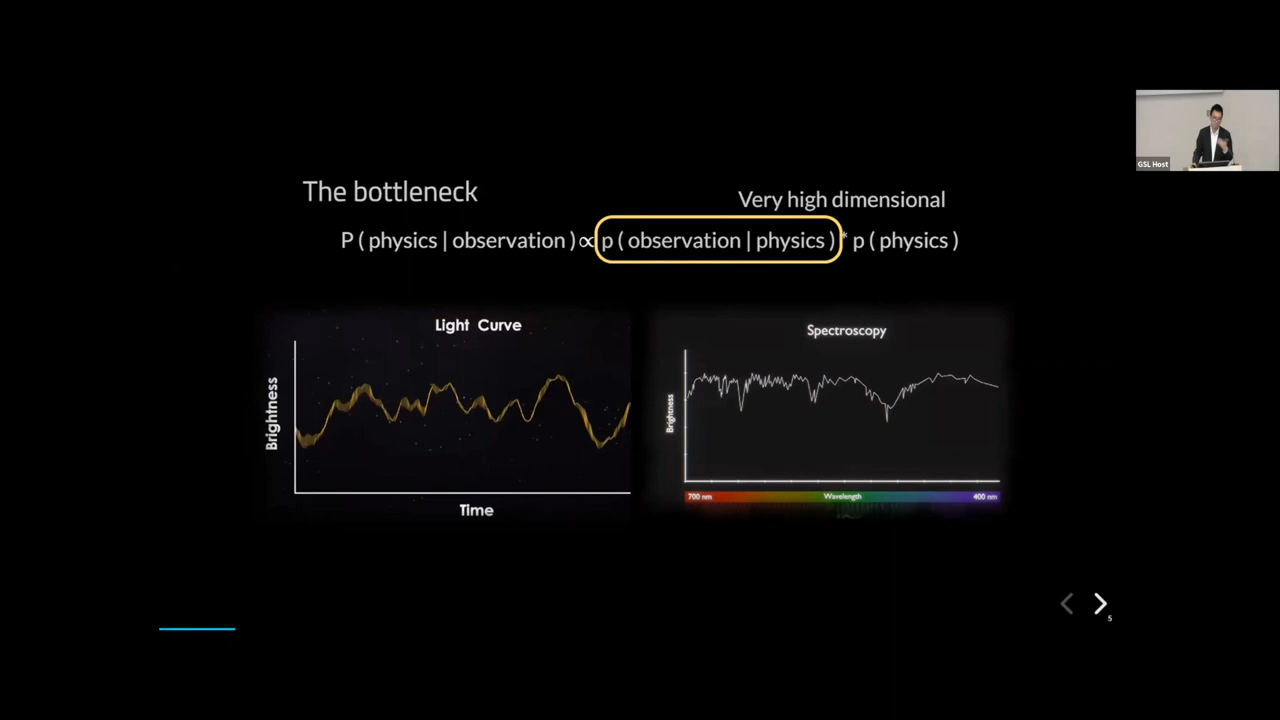 The bottleneck
Very high dimensional
P ( physics | observation ) ∝ p ( observation | physics ) * p ( physics )
Light Curve
Brightness
Time
Spectroscopy
Brightness
700 nm Wavelength 400 nm
GSL Host
5